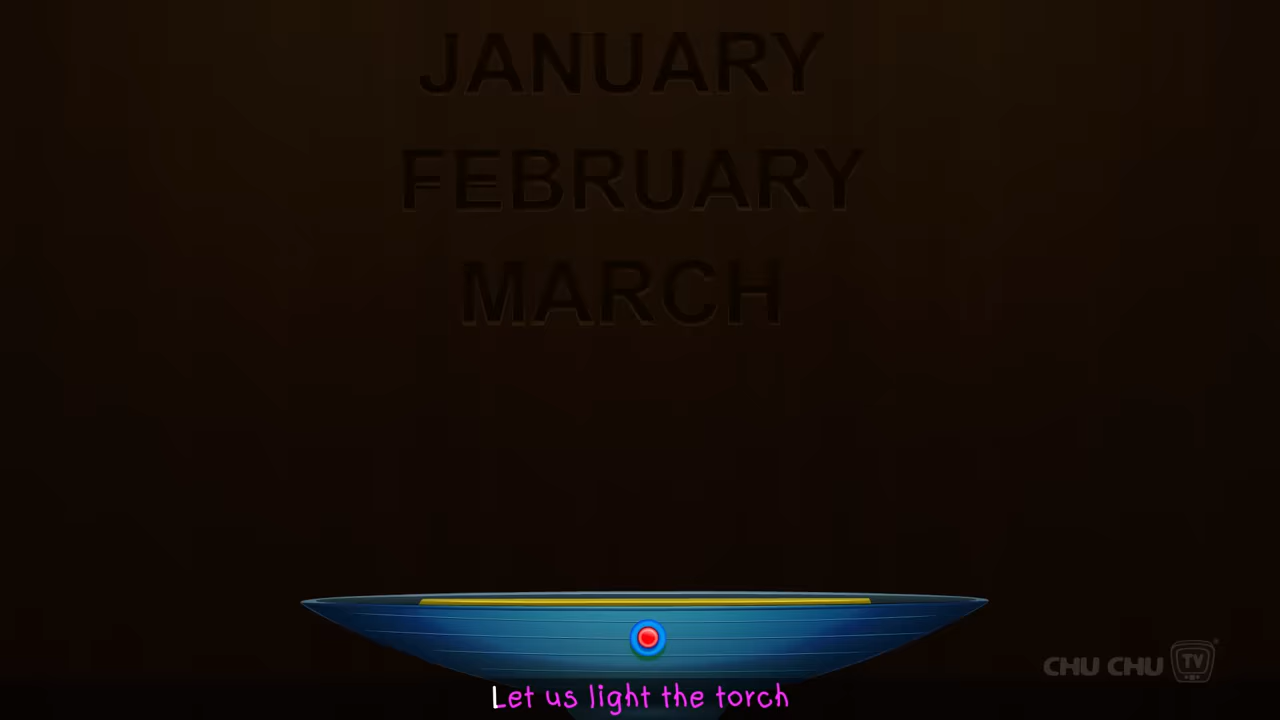 JANUARY
FEBRUARY
MARCH
CHU CHU TV
Let us light the torch